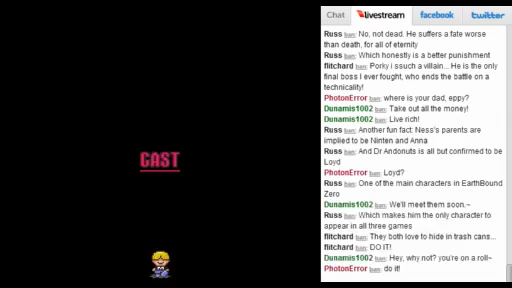 Chat livestream facebook twitter
Russ ban: No, not dead. He suffers a fate worse
than death, for all of eternity
Russ ban: Which honestly is a better punishment
flitchard ban: Porky i ssuch a villain... He is the only
final boss I ever fought, who ends the battle on a
technicality!
PhotonError ban: where is your dad, eppy?
Dunamis1002 ban: Take out all the money!
Dunamis1002 ban: Live rich!
Russ ban: Another fun fact: Ness's parents are
implied to be Ninten and Anna
Russ ban: And Dr Andonuts is all but confirmed to be
Loyd
PhotonError ban: Loyd?
Russ ban: One of the main characters in EarthBound
Zero
Dunamis1002 ban: We'll meet them soon.~
Russ ban: Which makes him the only character to
appear in all three games
flitchard ban: They both love to hide in trash cans...
flitchard ban: DO IT!
Dunamis1002 ban: Hey, why not? you're on a roll~
PhotonError ban: do it!
CAST